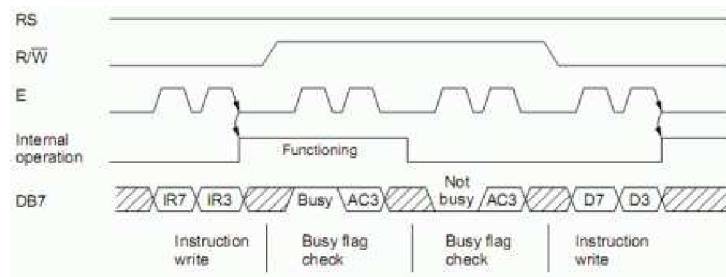 RS
R/W
E
Internal
operation
Functioning
DB7
IR7 IR3 Busy AC3 Not
busy AC3 D7 D3
Instruction
write
Busy flag
check
Busy flag
check
Instruction
write